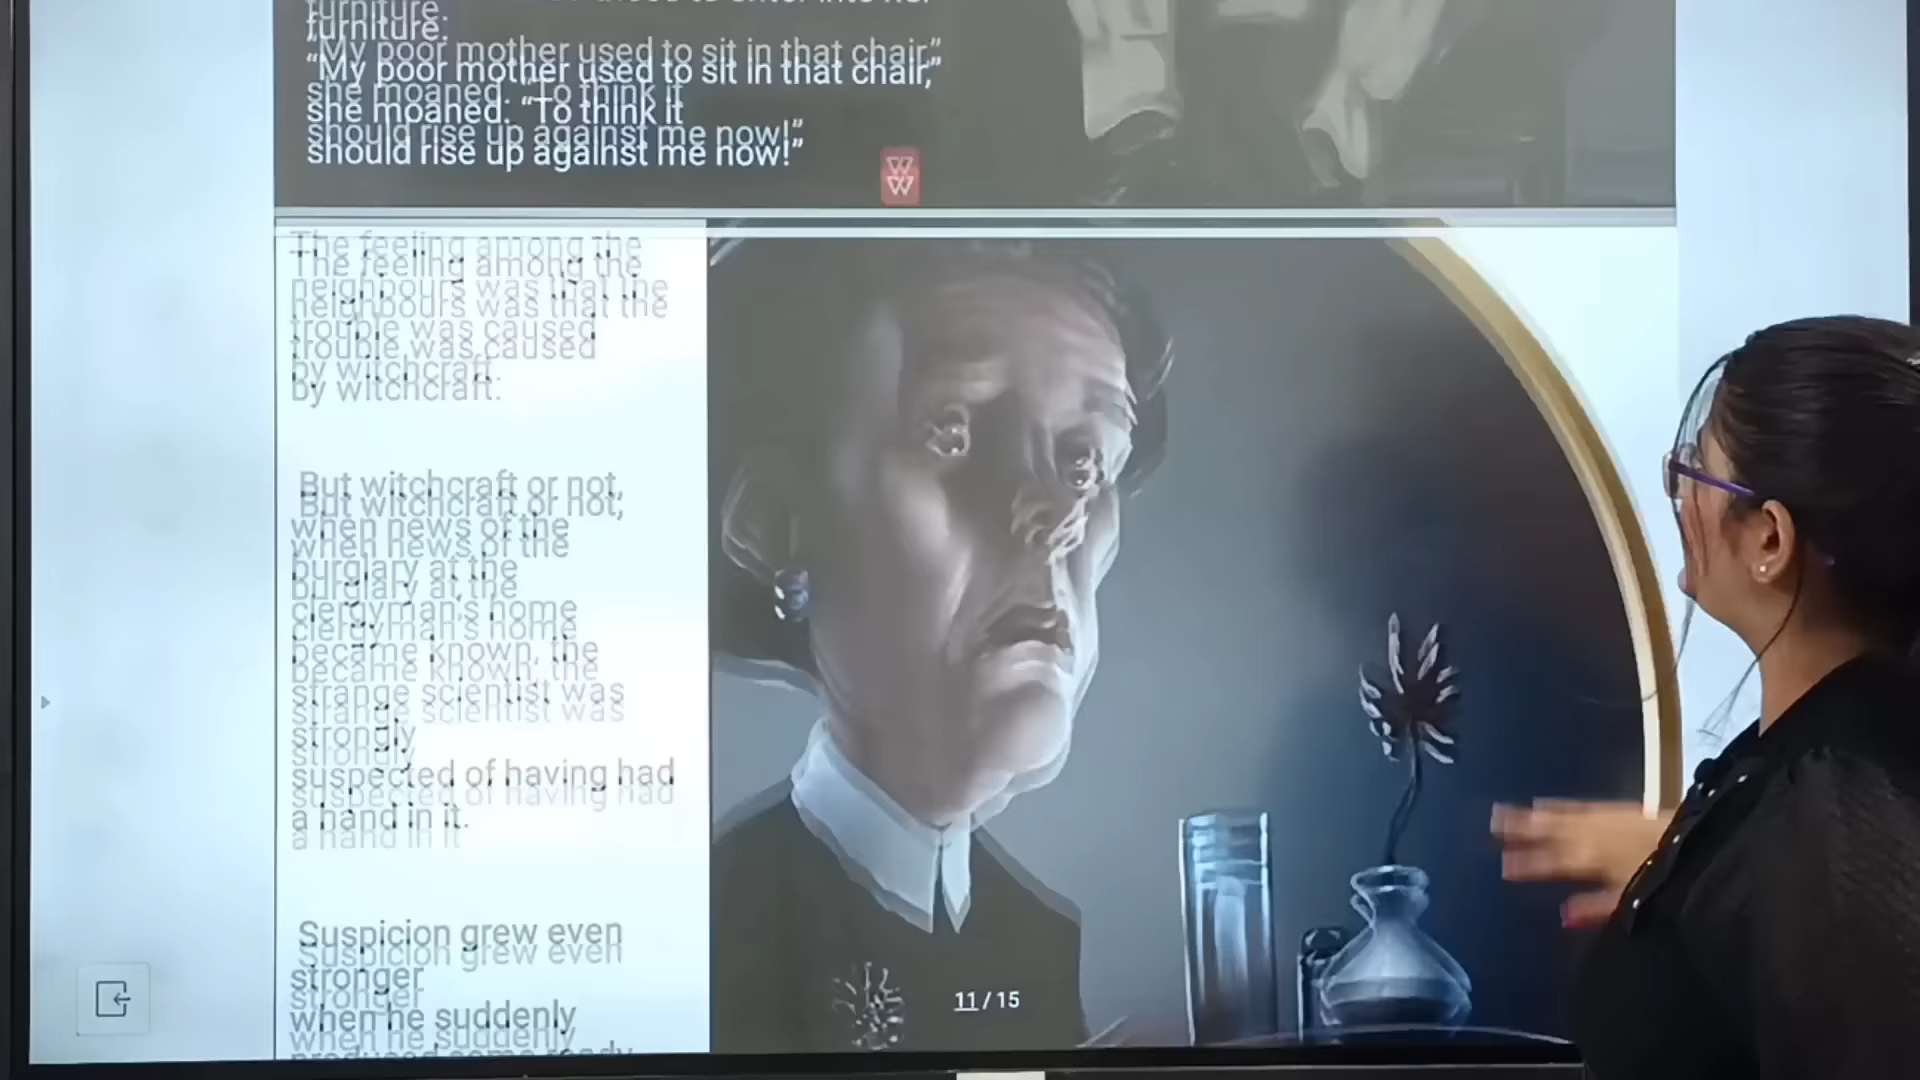 furniture.
“My poor mother used to sit in that chair,”
she moaned. “To think it
should rise up against me now!”
The feeling among the
neighbours was that the
trouble was caused
by witchcraft.
But witchcraft or not,
when news of the
burglary at the
clergyman's home
became known, the
strange scientist was
strongly
suspected of having had
a hand in it.
Suspicion grew even
stronger
when he suddenly
11 / 15